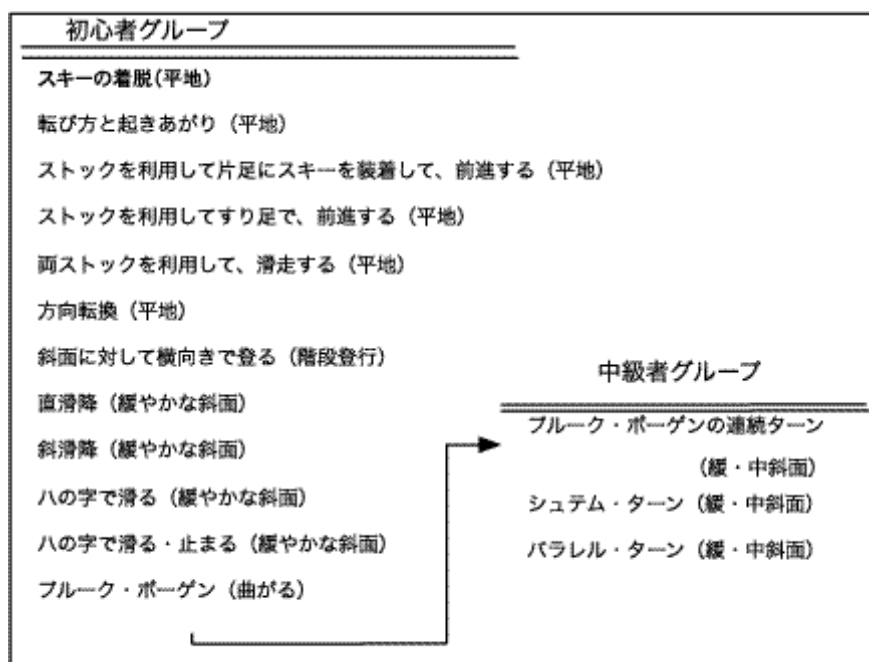 初心者グループ
スキーの着脱(平地)
転び方と起きあがり（平地）
ストックを利用して片足にスキーを装着して、前進する（平地）
ストックを利用してすり足で、前進する（平地）
両ストックを利用して、滑走する（平地）
方向転換（平地）
斜面に対して横向きで登る（階段登行）
直滑降（緩やかな斜面）
斜滑降（緩やかな斜面）
ハの字で滑る（緩やかな斜面）
ハの字で滑る・止まる（緩やかな斜面）
プルーク・ボーゲン（曲がる）
中級者グループ
プルーク・ボーゲンの連続ターン
（緩・中斜面）
シュテム・ターン（緩・中斜面）
パラレル・ターン（緩・中斜面）